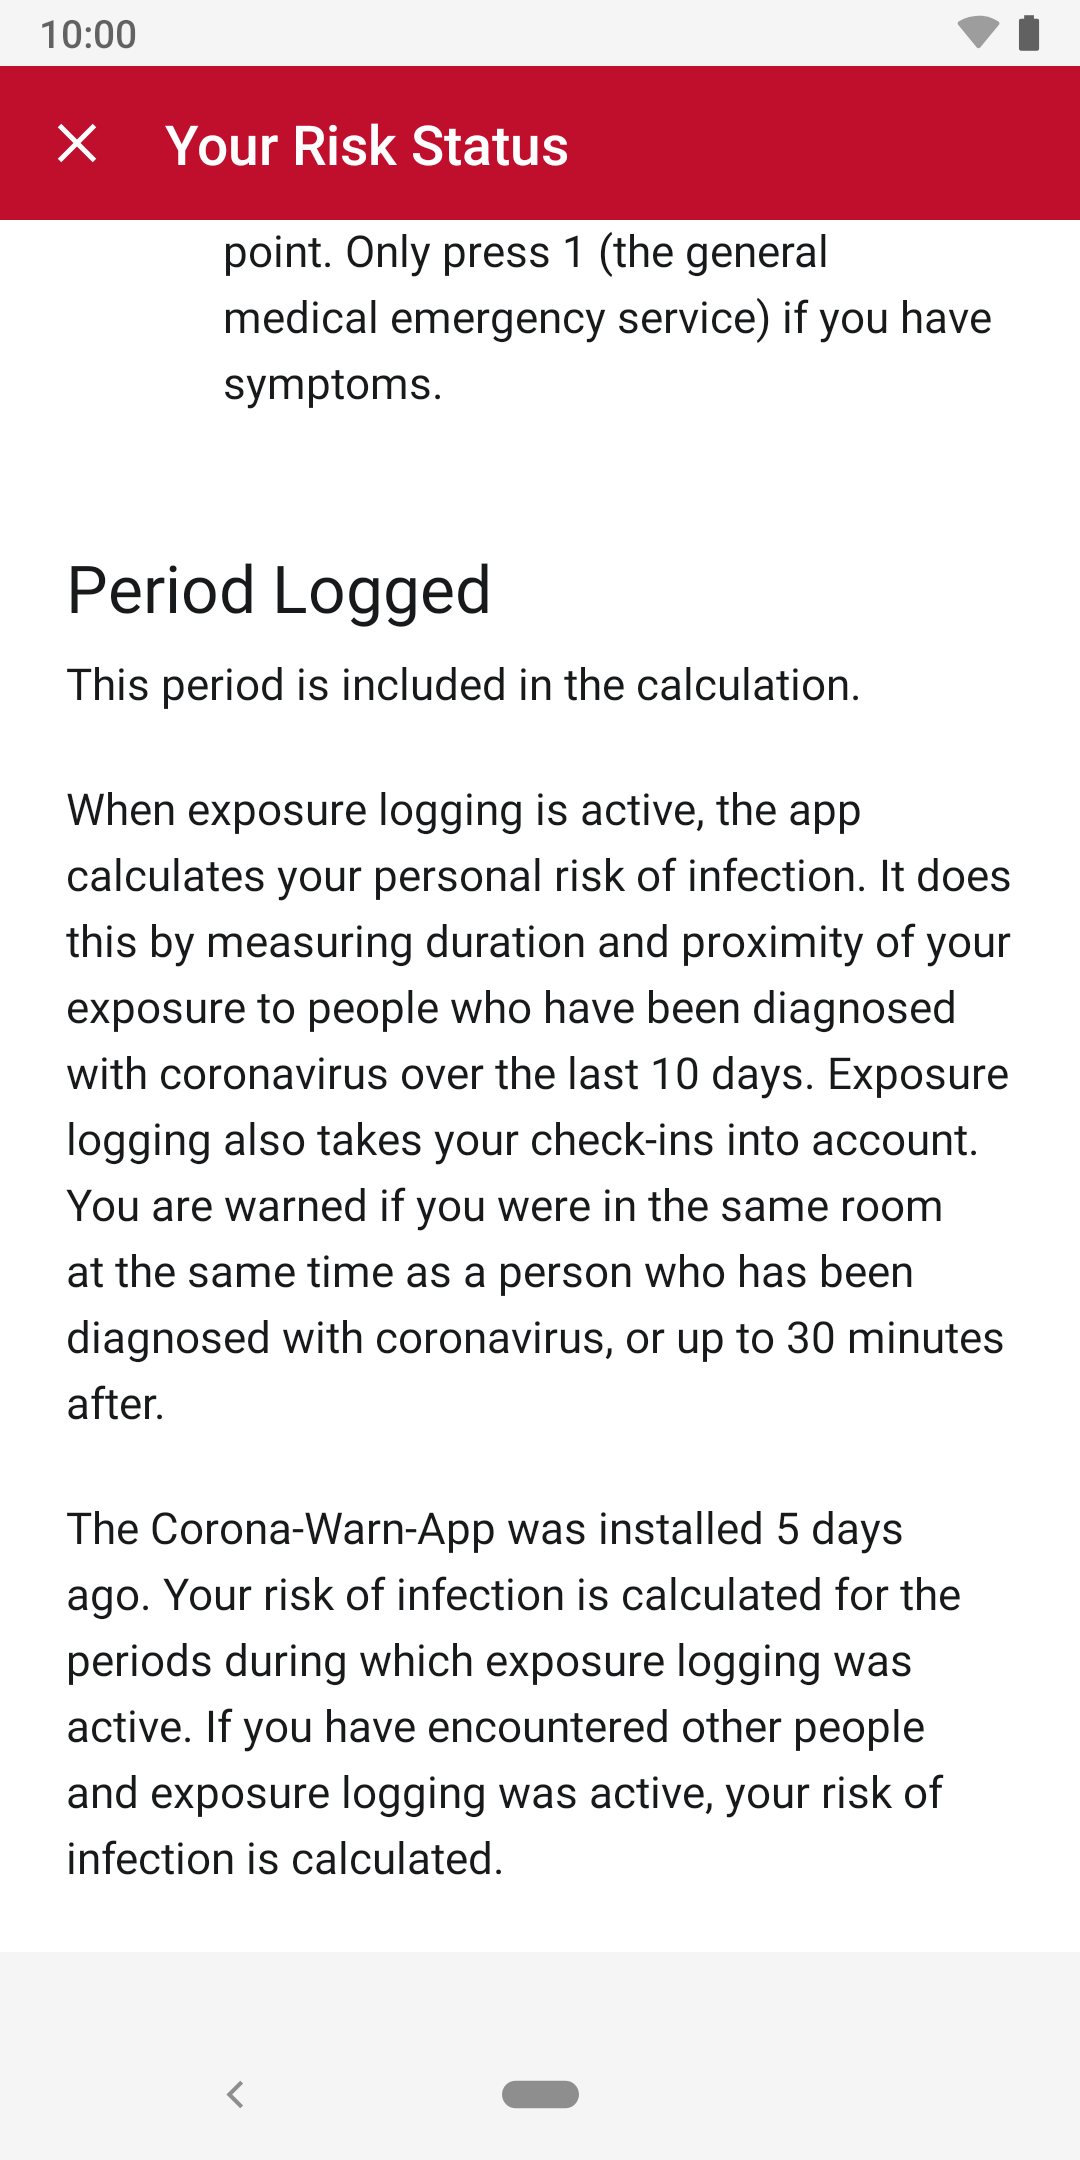 10:00
Your Risk Status
point. Only press 1 (the general
medical emergency service) if you have
symptoms.
Period Logged
This period is included in the calculation.
When exposure logging is active, the app
calculates your personal risk of infection. It does
this by measuring duration and proximity of your
exposure to people who have been diagnosed
with coronavirus over the last 10 days. Exposure
logging also takes your check-ins into account.
You are warned if you were in the same room
at the same time as a person who has been
diagnosed with coronavirus, or up to 30 minutes
after.
The Corona-Warn-App was installed 5 days
ago. Your risk of infection is calculated for the
periods during which exposure logging was
active. If you have encountered other people
and exposure logging was active, your risk of
infection is calculated.